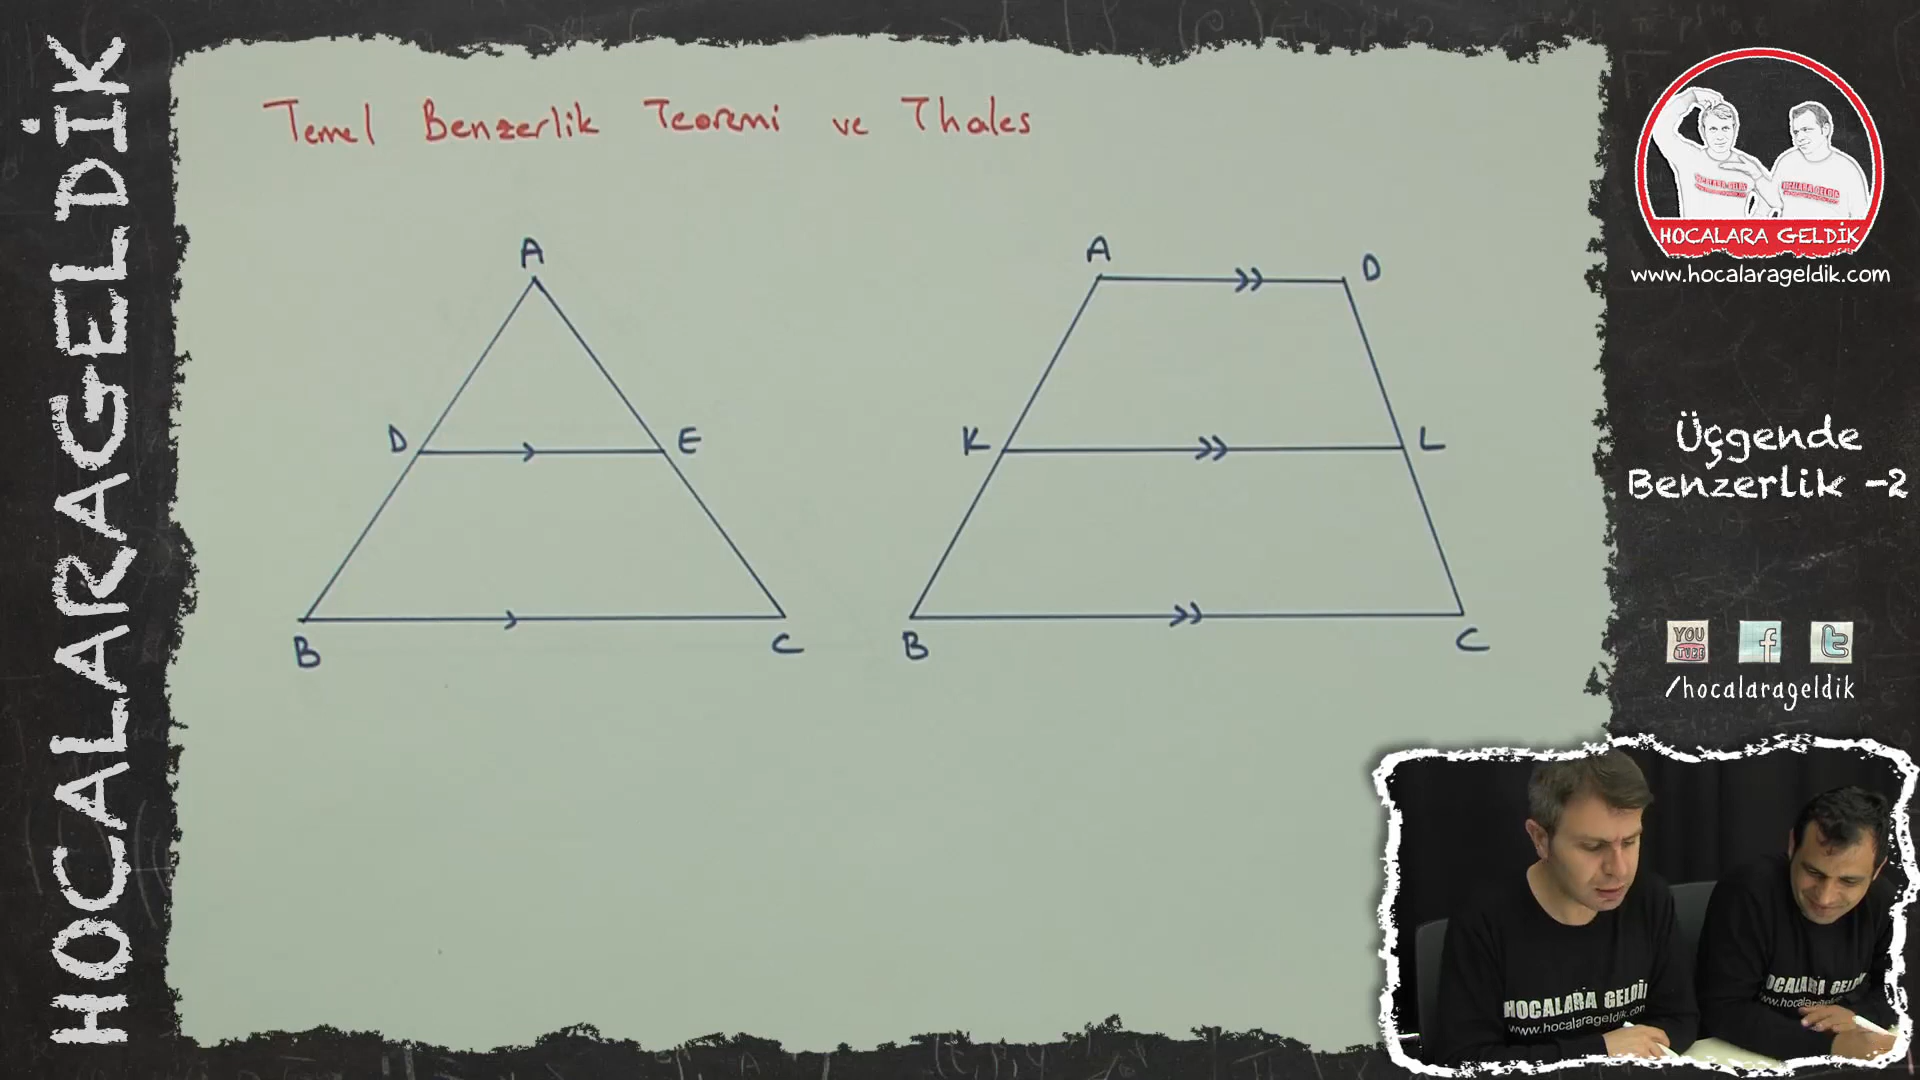 HOCALARAGELDİK
Temel Benzerlik Teoremi ve Thales
A
D
E
B
C
A
D
K
L
B
C
HOCALARA GELDİK
www.hocalarageldik.com
Üçgende
Benzerlik -2
YOU
TUBE
f
t
/hocalarageldik
HOCALARA GELDİK
www.hocalarageldik.com